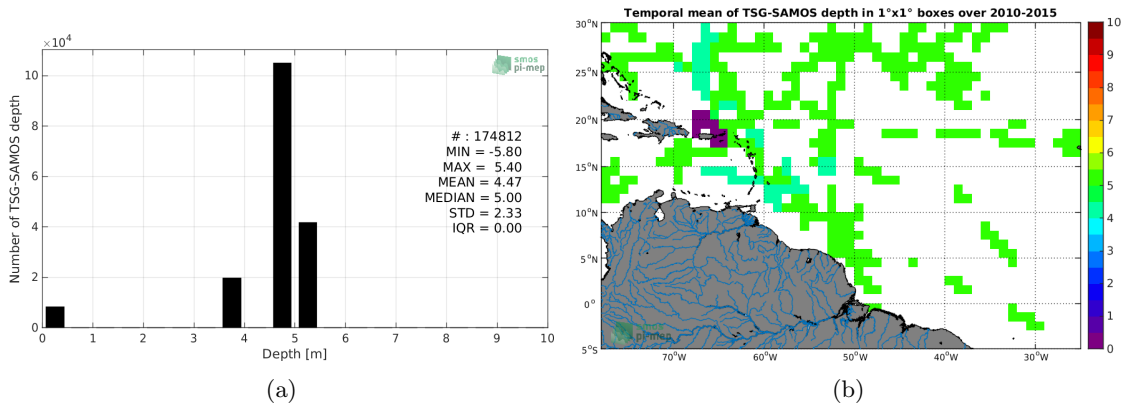 ×10⁴
10
8
6
4
2
0
Number of TSG-SAMOS depth
0 1 2 3 4 5 6 7 8 9 10
Depth [m]
smos
pi-mep
# : 174812
MIN = -5.80
MAX = 5.40
MEAN = 4.47
MEDIAN = 5.00
STD = 2.33
IQR = 0.00
(a)
Temporal mean of TSG-SAMOS depth in 1°x1° boxes over 2010-2015
30°N
25°N
20°N
15°N
10°N
5°N
0°
5°S
70°W 60°W 50°W 40°W 30°W
smos
pi-mep
10
9
8
7
6
5
4
3
2
1
0
(b)